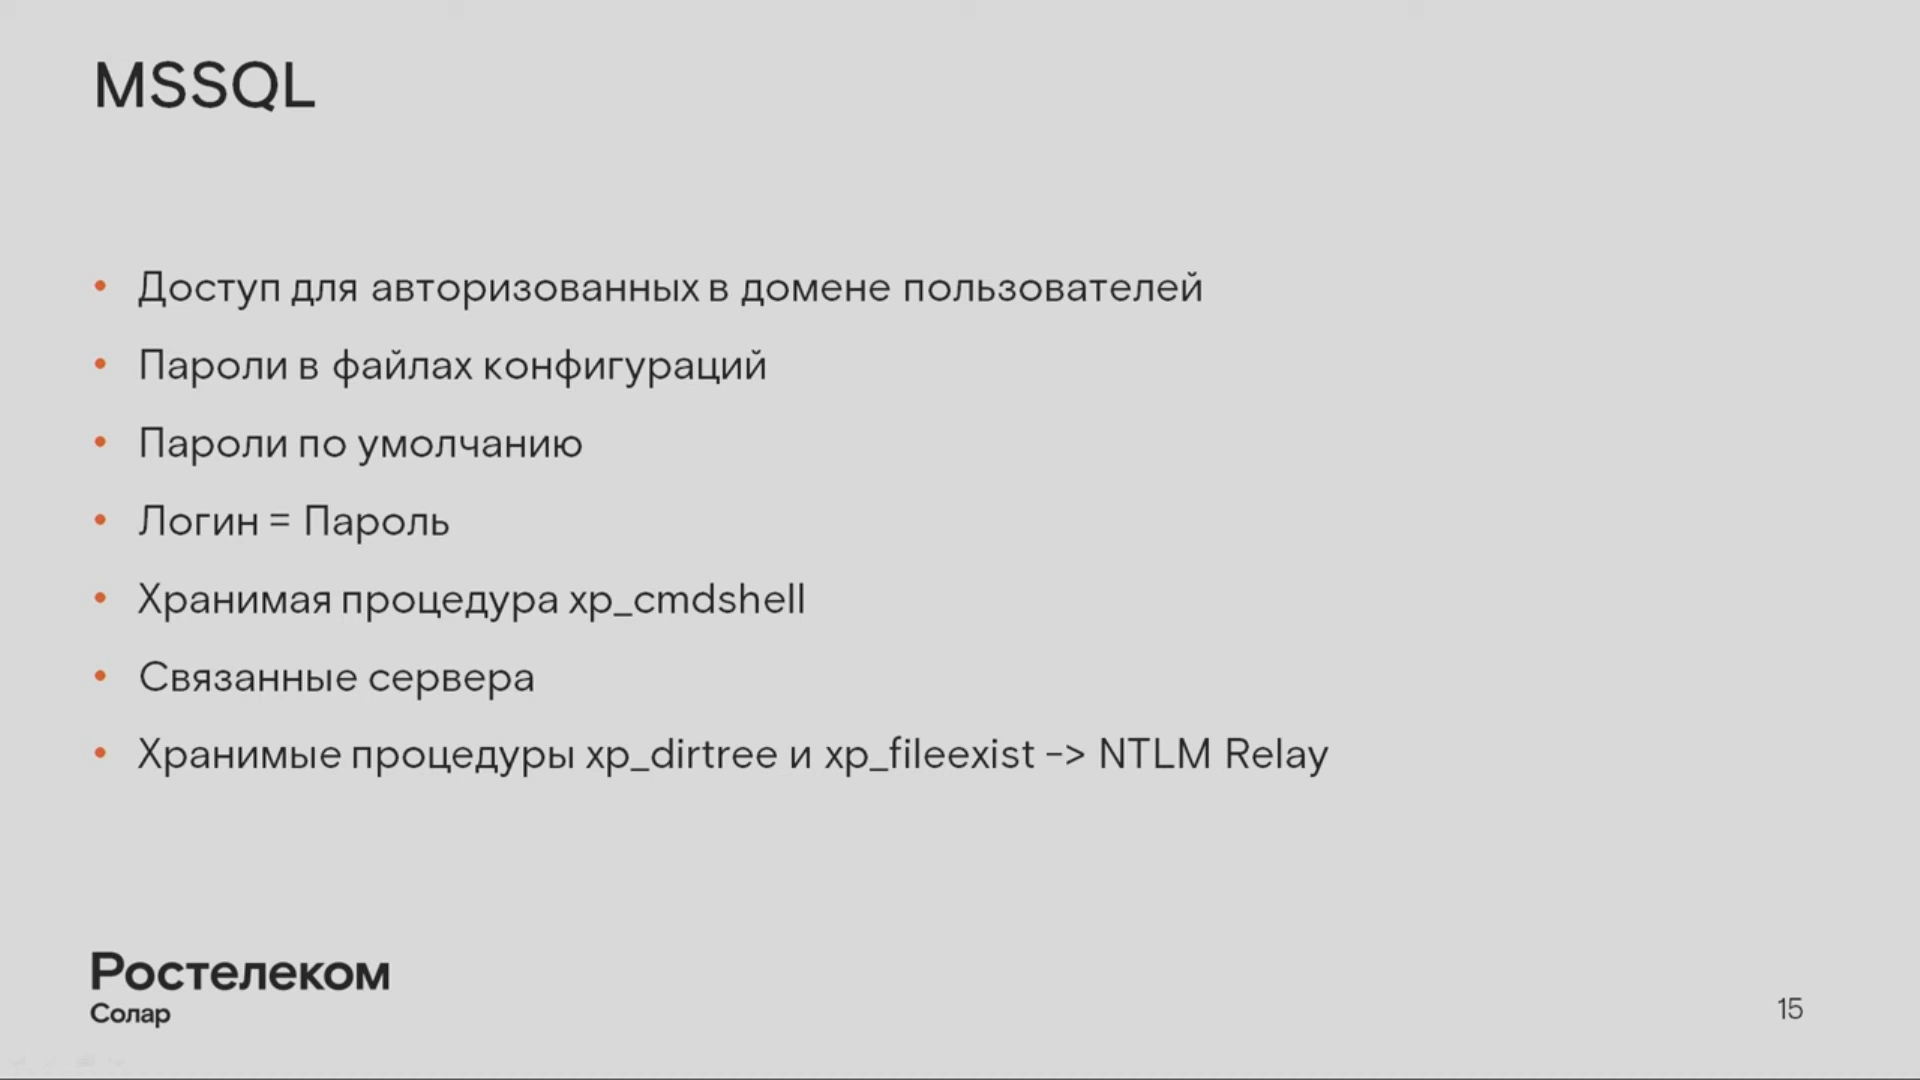 MSSQL
• Доступ для авторизованных в домене пользователей
• Пароли в файлах конфигураций
• Пароли по умолчанию
• Логин = Пароль
• Хранимая процедура xp_cmdshell
• Связанные сервера
• Хранимые процедуры xp_dirtree и xp_fileexist -> NTLM Relay
Ростелеком
Солар
15